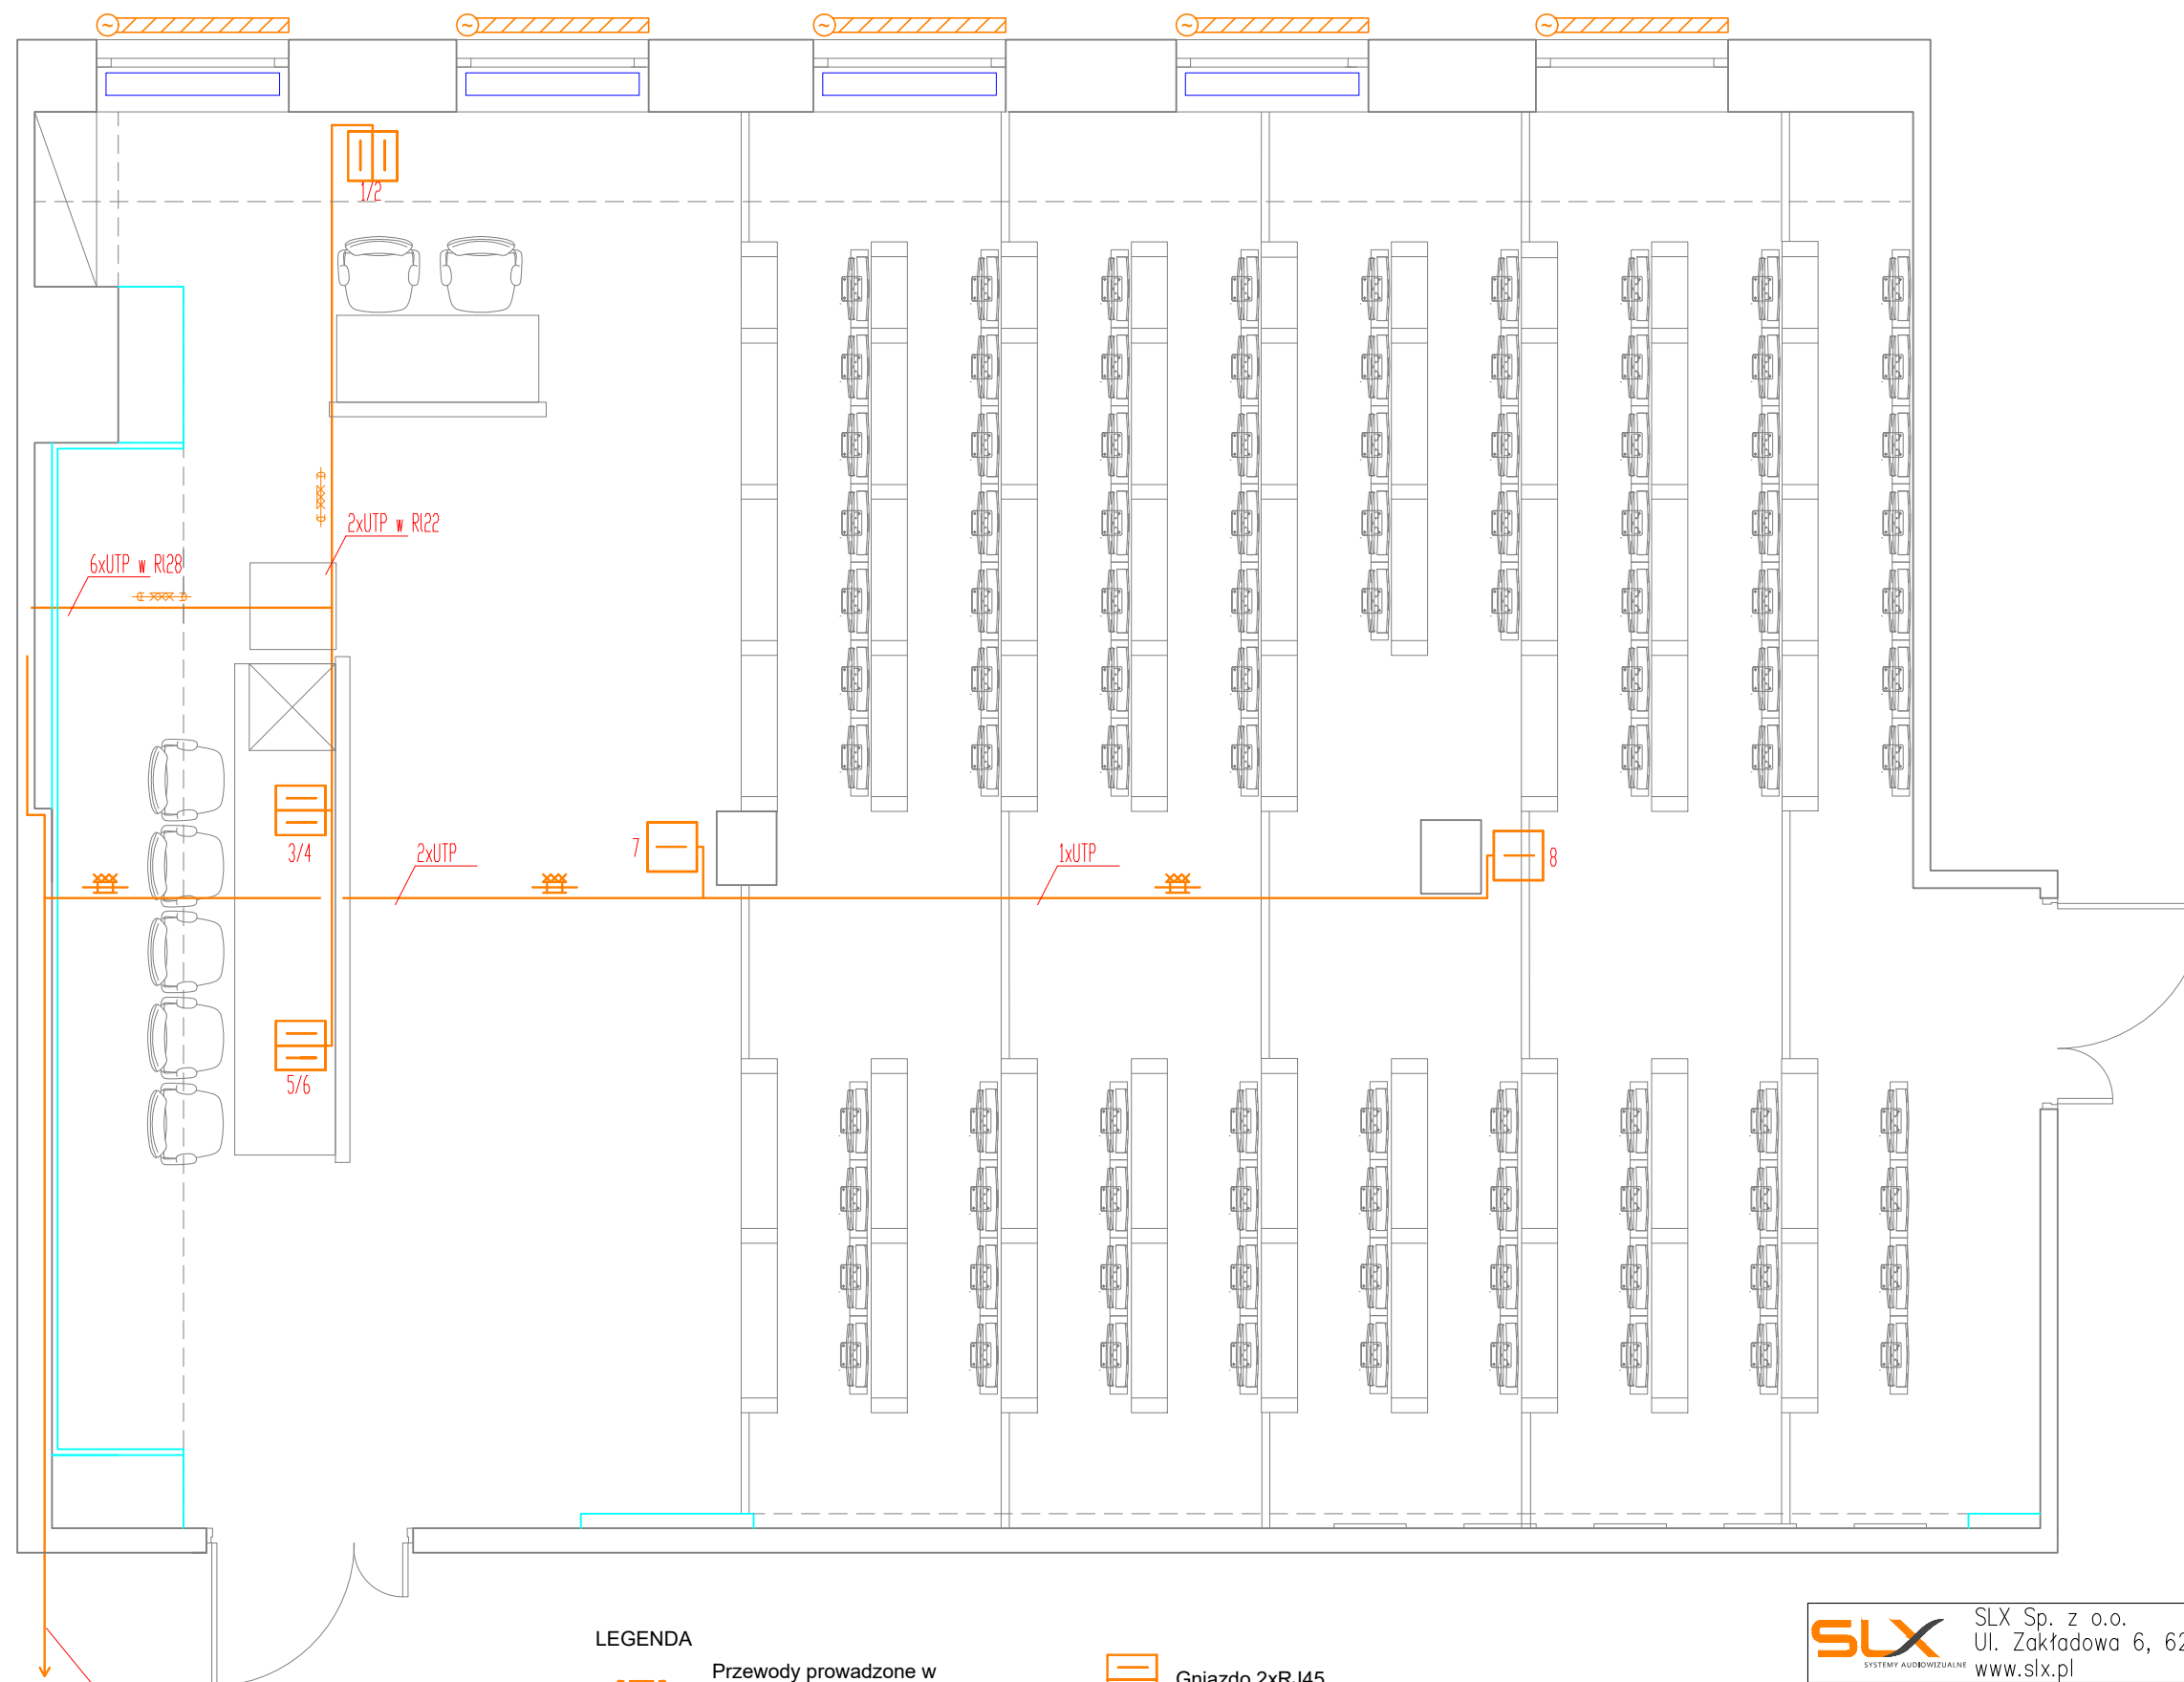 1/2
2xUTP w Rl22
6xUTP w Rl28
3/4
2xUTP
7
1xUTP
8
5/6
LEGENDA
Przewody prowadzone w
Gniazdo 2xRJ45
SLX
SYSTEMY AUDIOWIZUALNE
SLX Sp. z o.o.
Ul. Zakładowa 6, 62
www.slx.pl